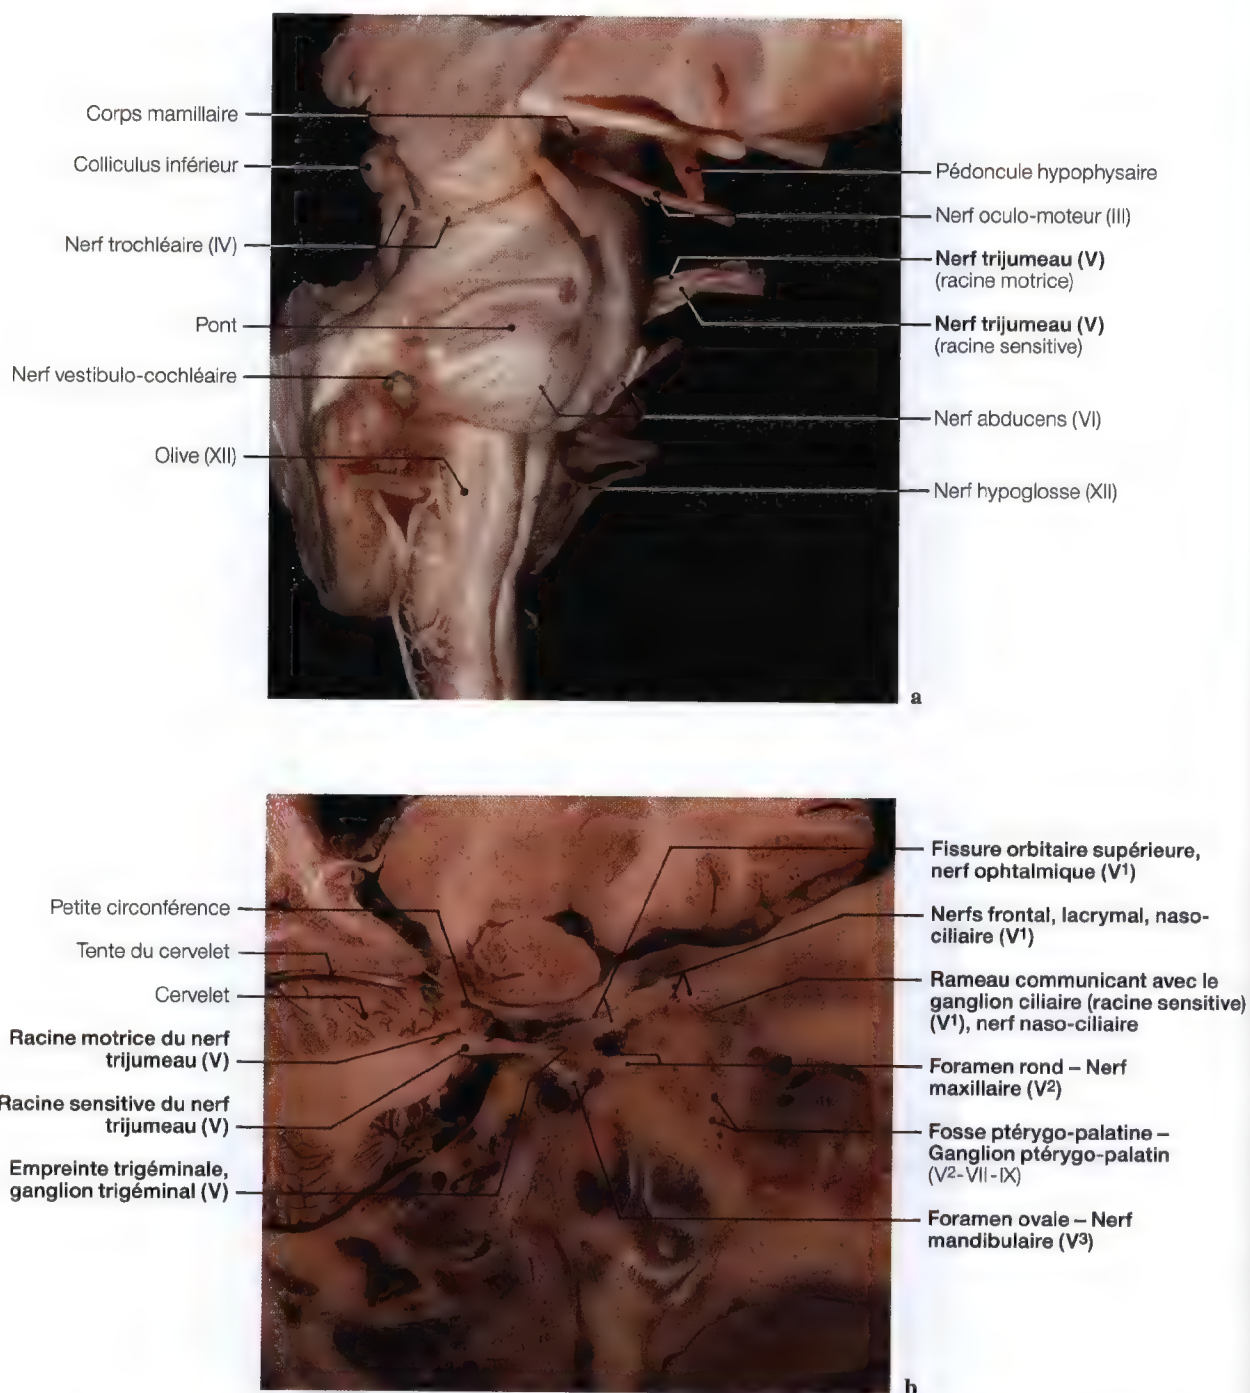 Corps mamillaire
Colliculus inférieur
Nerf trochléaire (IV)
Pont
Nerf vestibulo-cochléaire
Olive (XII)
Pédoncule hypophysaire
Nerf oculo-moteur (III)
Nerf trijumeau (V)
(racine motrice)
Nerf trijumeau (V)
(racine sensitive)
Nerf abducens (VI)
Nerf hypoglosse (XII)
a
Petite circonférence
Tente du cervelet
Cervelet
Racine motrice du nerf
trijumeau (V)
Racine sensitive du nerf
trijumeau (V)
Empreinte trigéminale,
ganglion trigéminal (V)
Fissure orbitaire supérieure,
nerf ophtalmique (V¹)
Nerfs frontal, lacrymal, naso-
ciliaire (V¹)
Rameau communicant avec le
ganglion ciliaire (racine sensitive)
(V¹), nerf naso-ciliaire
Foramen rond – Nerf
maxillaire (V²)
Fosse ptérygo-palatine –
Ganglion ptérygo-palatin
(V²-VII-IX)
Foramen ovale – Nerf
mandibulaire (V³)
b